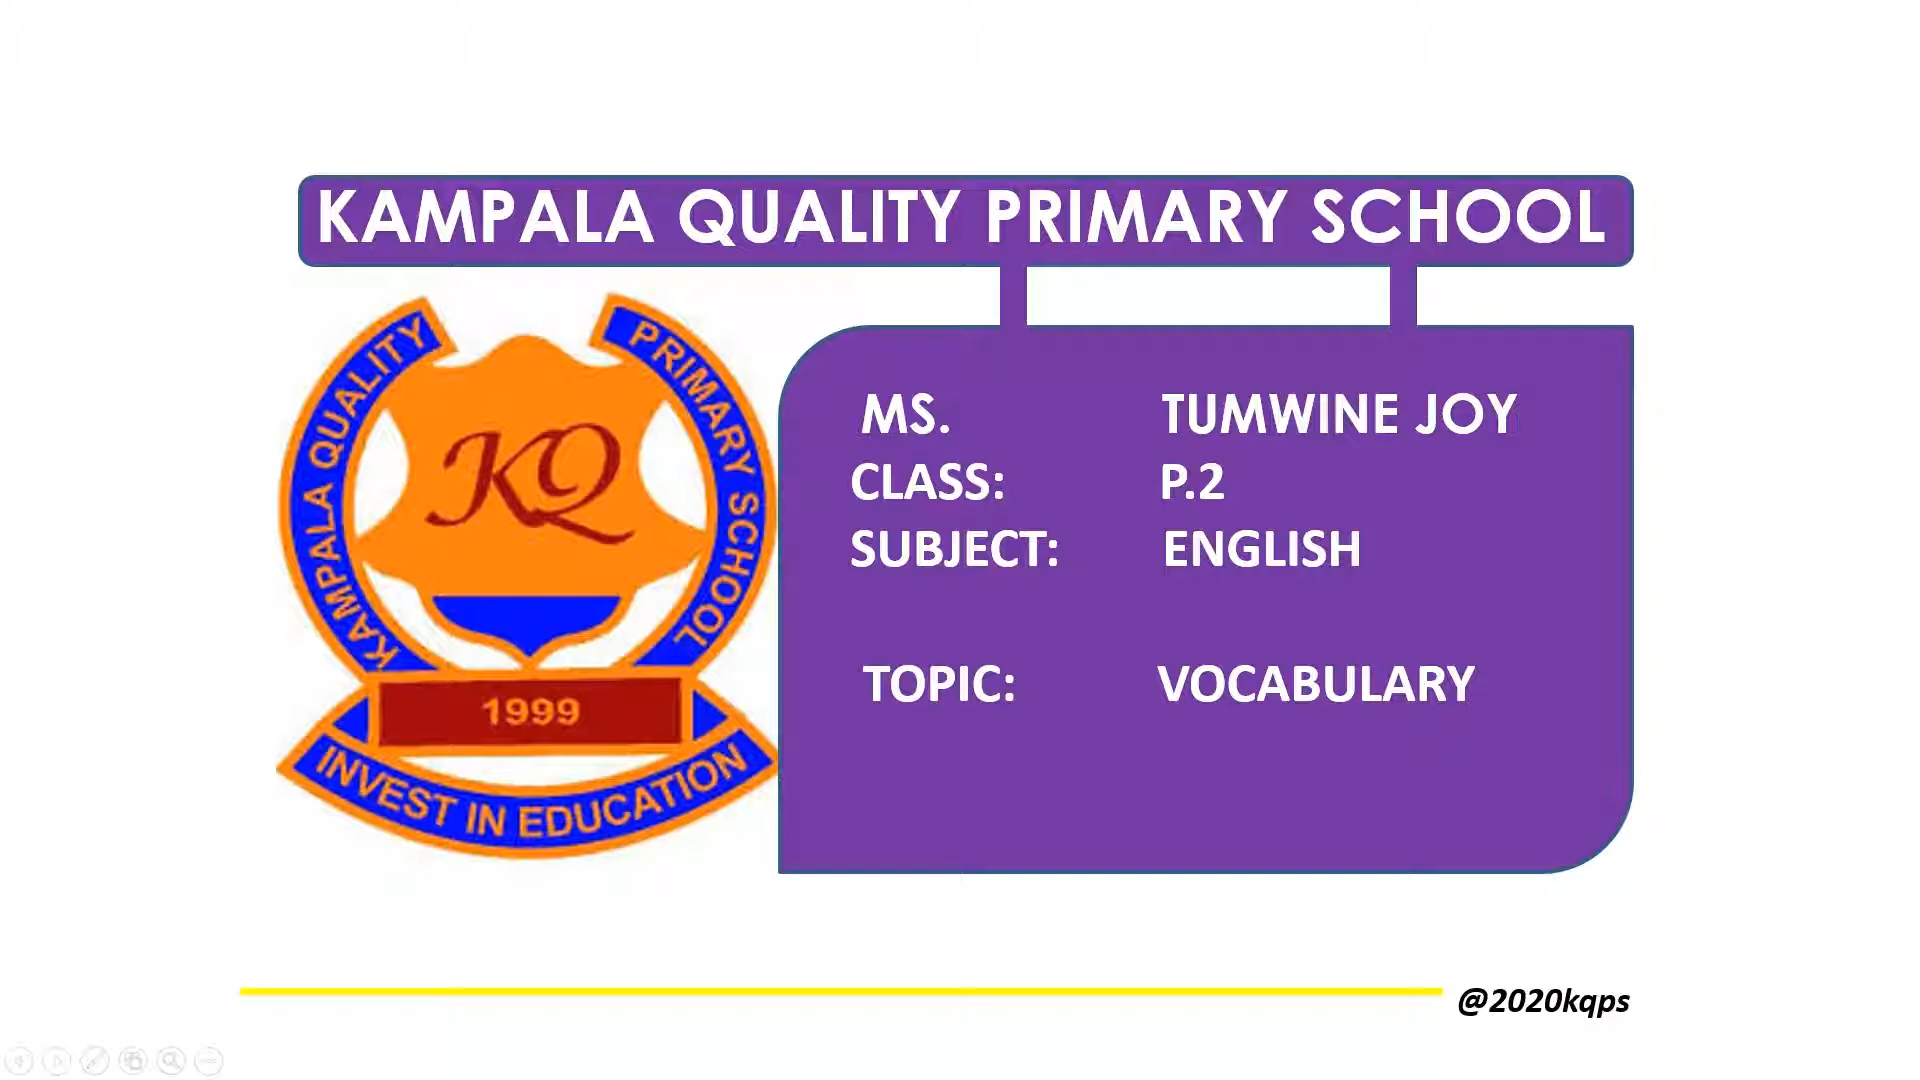 KAMPALA QUALITY PRIMARY SCHOOL
KAMPALA QUALITY
PRIMARY SCHOOL
KQ
1999
INVEST IN EDUCATION
MS. TUMWINE JOY
CLASS: P.2
SUBJECT: ENGLISH
TOPIC: VOCABULARY
@2020kqps